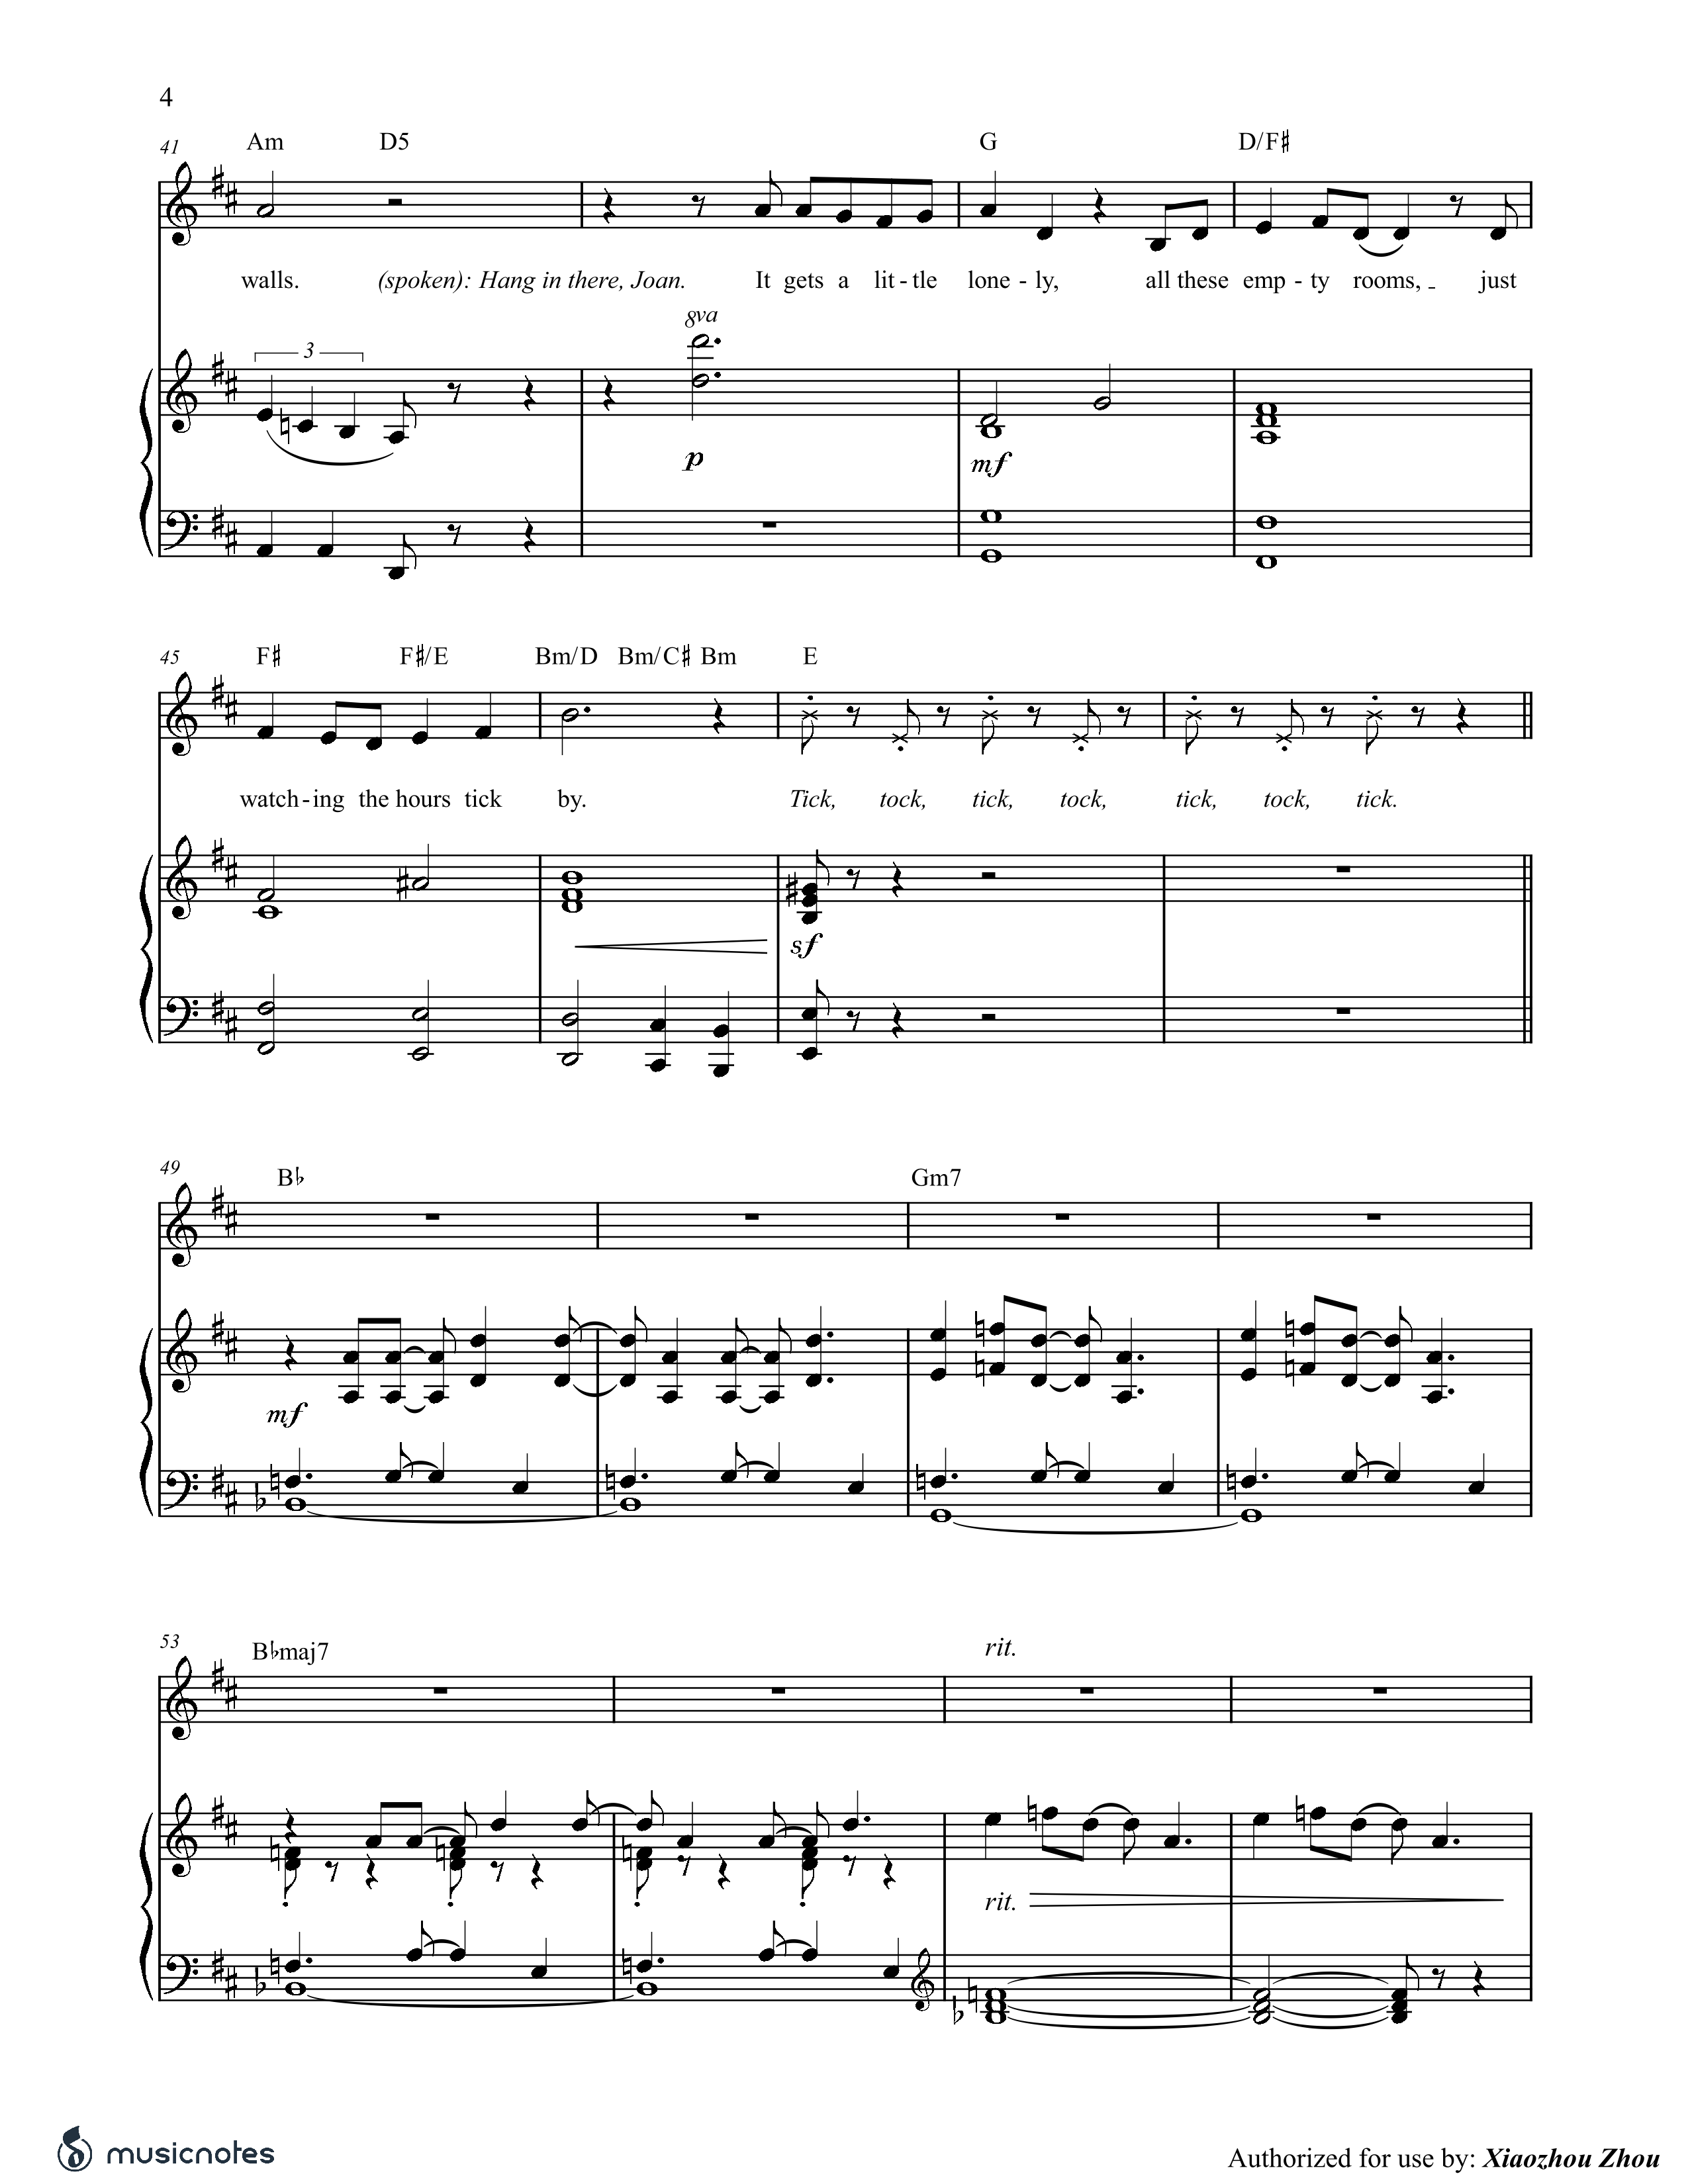 4
41 Am D5 G D/F♯
walls. (spoken): Hang in there, Joan. It gets a lit - tle lone - ly, all these emp - ty rooms, just
3
8va
p mf
45 F♯ F♯/E Bm/D Bm/C♯ Bm E
watch - ing the hours tick by. Tick, tock, tick, tock, tick, tock, tick.
sf
49 B♭ Gm7
mf
53 B♭maj7 rit.
rit.
musicnotes
Authorized for use by: Xiaozhou Zhou